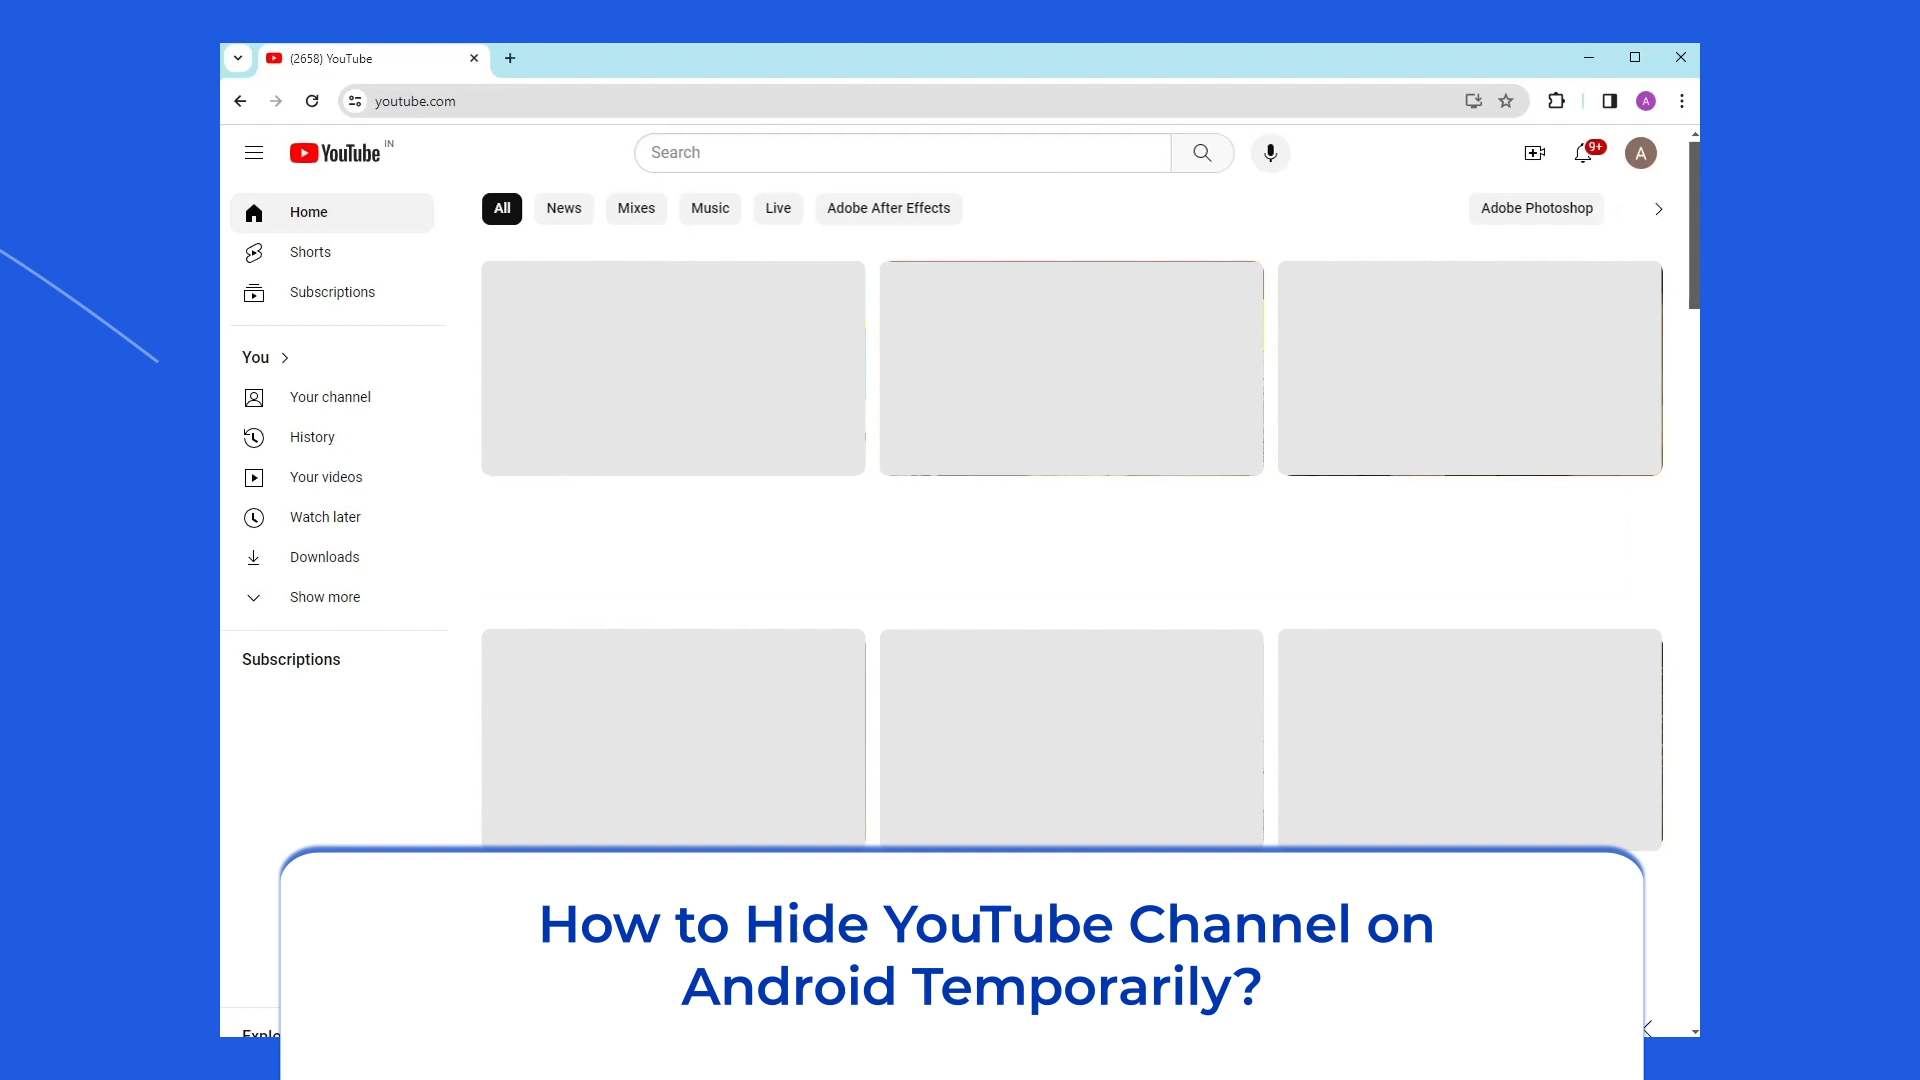 (2658) YouTube
youtube.com
A
YouTube IN
Search
9+
A
Home
Shorts
Subscriptions
You
Your channel
History
Your videos
Watch later
Downloads
Show more
Subscriptions
All News Mixes Music Live Adobe After Effects Adobe Photoshop
How to Hide YouTube Channel on
Android Temporarily?